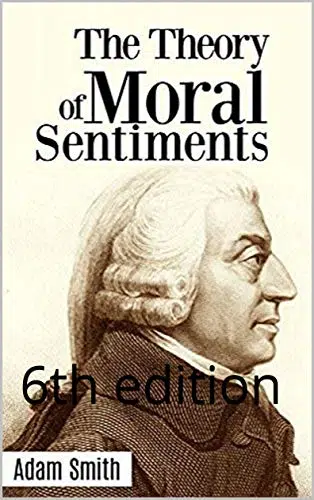 The Theory
of Moral
Sentiments
6th edition
Adam Smith